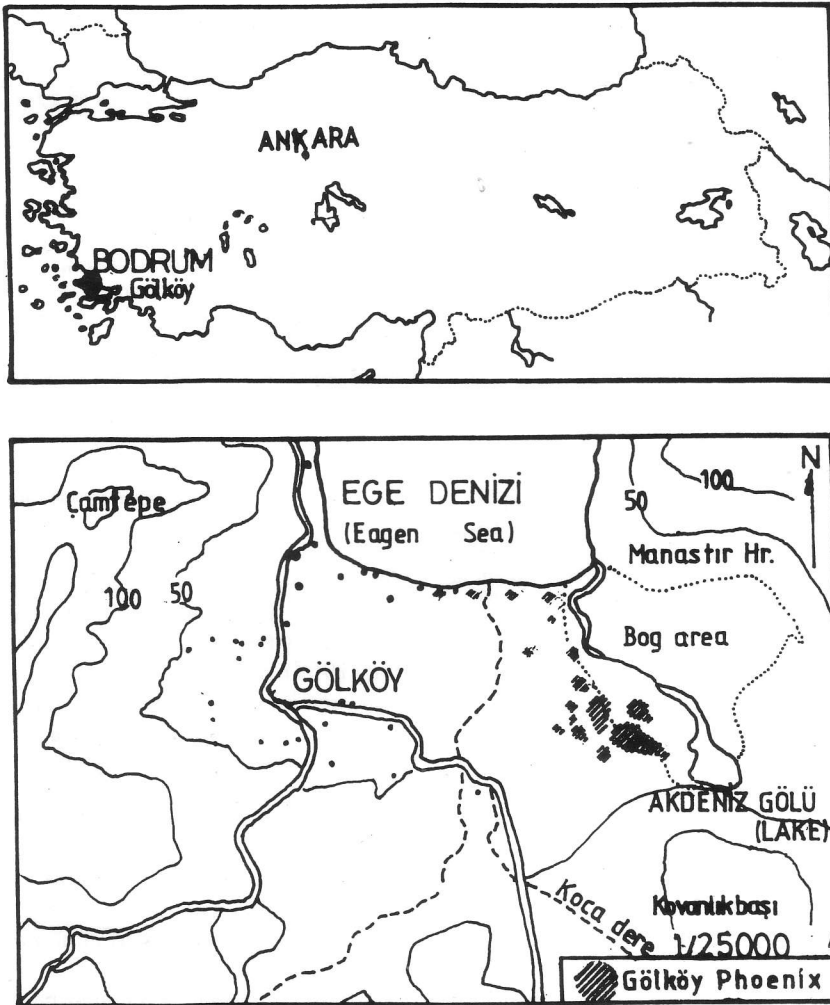 ANKARA
BODRUM
Gölköy
N
EGE DENİZİ
(Eagen Sea)
Çamtepe
100
50
100
50
Manastır Hr.
Bog area
GÖLKÖY
AKDENİZ GÖLÜ
(LAKE)
Koca dere
Kovanlıkbaşı
1/25000
Gölköy Phoenix